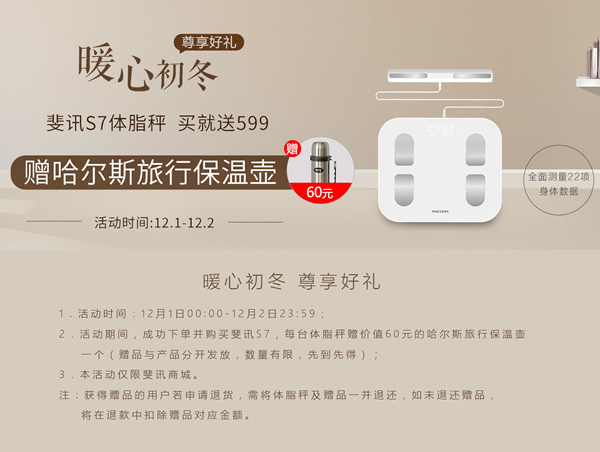 尊享好礼
暖心初冬
斐讯S7体脂秤 买就送599
赠哈尔斯旅行保温壶
赠
60元
活动时间:12.1-12.2
全面测量22项
身体数据
暖心初冬 尊享好礼
1．活动时间：12月1日00:00-12月2日23:59；
2．活动期间，成功下单并购买斐讯S7，每台体脂秤赠价值60元的哈尔斯旅行保温壶
一个（赠品与产品分开发放，数量有限，先到先得）；
3．本活动仅限斐讯商城。
注：获得赠品的用户若申请退货，需将体脂秤及赠品一并退还，如未退还赠品，
将在退款中扣除赠品对应金额。